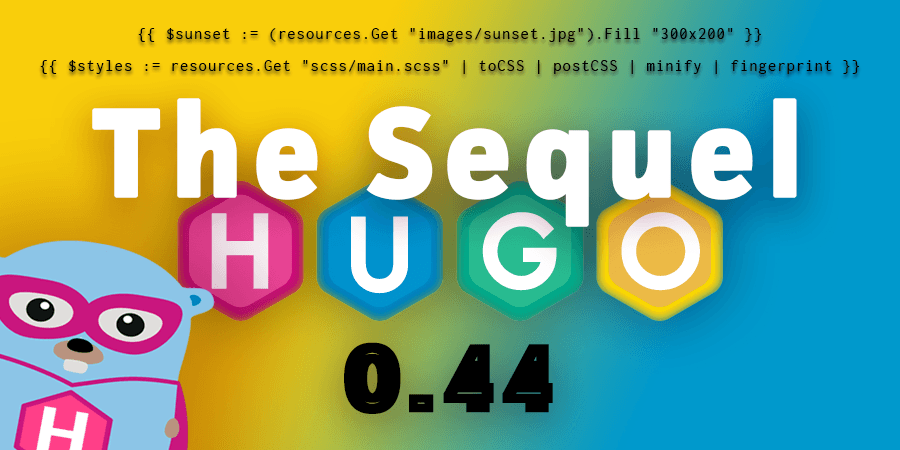 {{ $sunset := (resources.Get "images/sunset.jpg").Fill "300x200" }}
{{ $styles := resources.Get "scss/main.scss" | toCSS | postCSS | minify | fingerprint }}
The Sequel
HUGO
0.44
H